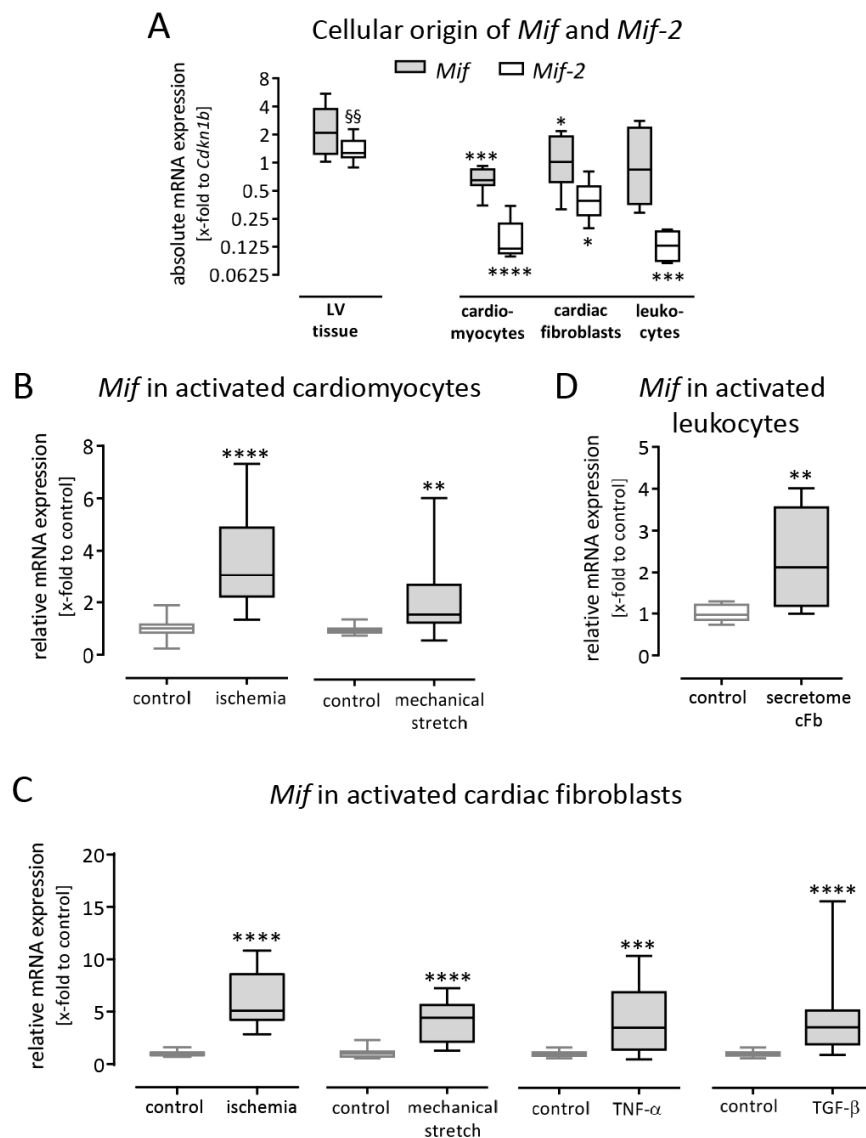 A
Cellular origin of Mif and Mif-2
Mif
Mif-2
absolute mRNA expression
[x-fold to Cdkn1b]
8
4
2
1
0.5
0.25
0.125
0.0625
§§
***
****
*
*
***
LV
tissue
cardio-
myocytes
cardiac
fibroblasts
leuko-
cytes
B
Mif in activated cardiomyocytes
relative mRNA expression
[x-fold to control]
8
6
4
2
0
****
**
control
ischemia
control
mechanical
stretch
D
Mif in activated
leukocytes
relative mRNA expression
[x-fold to control]
5
4
3
2
1
0
**
control
secretome
cFb
C
Mif in activated cardiac fibroblasts
relative mRNA expression
[x-fold to control]
20
15
10
5
0
****
****
***
****
control
ischemia
control
mechanical
stretch
control
TNF-α
control
TGF-β